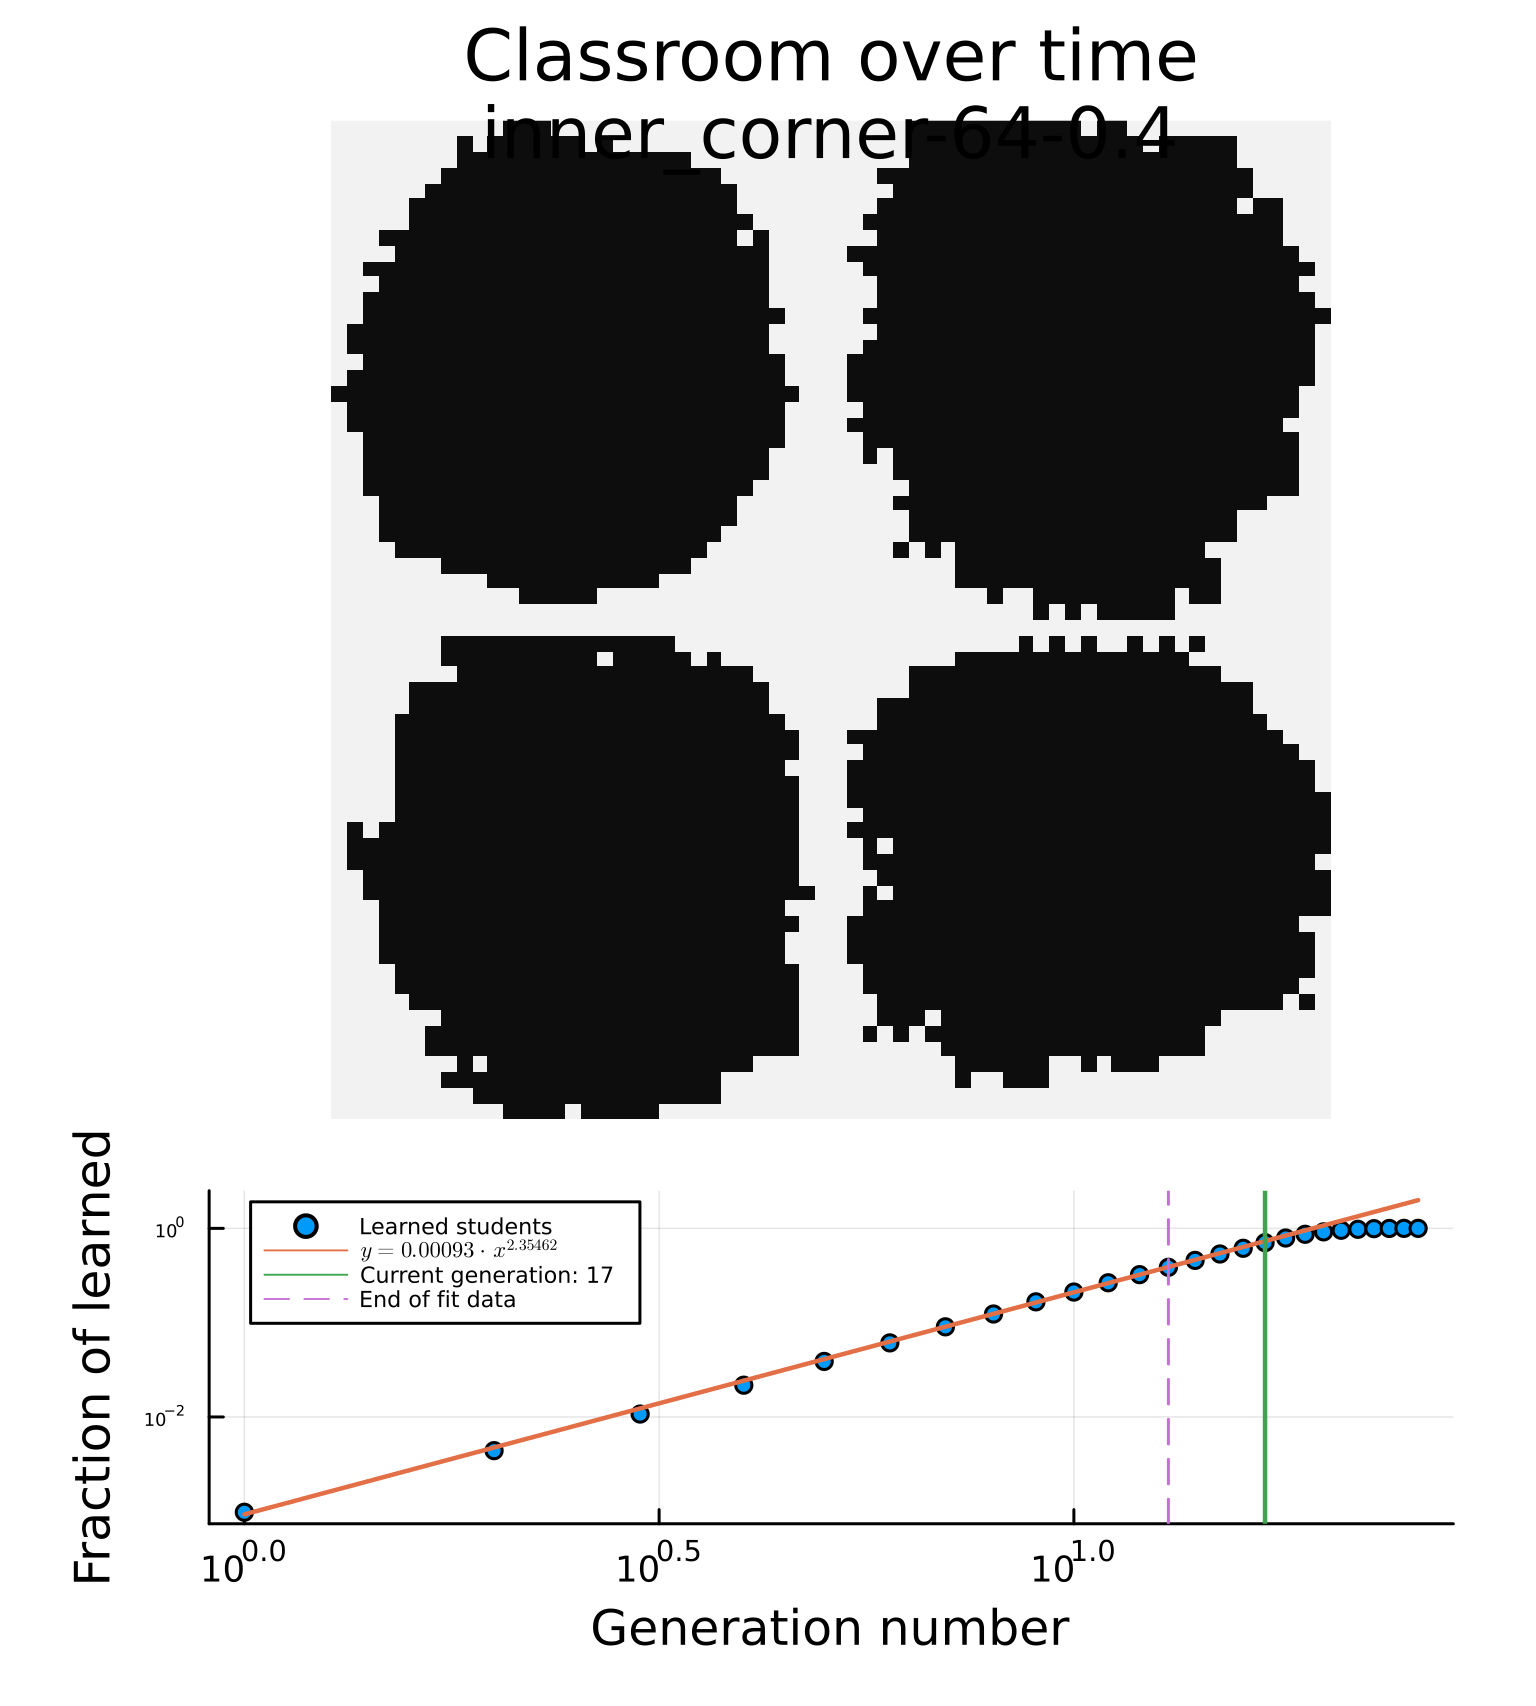 Classroom over time
inner_corner-64-0.4
Fraction of learned
10^0
10^−2
Learned students
y = 0.00093 · x^2.35462
Current generation: 17
End of fit data
10^0.0
10^0.5
10^1.0
Generation number